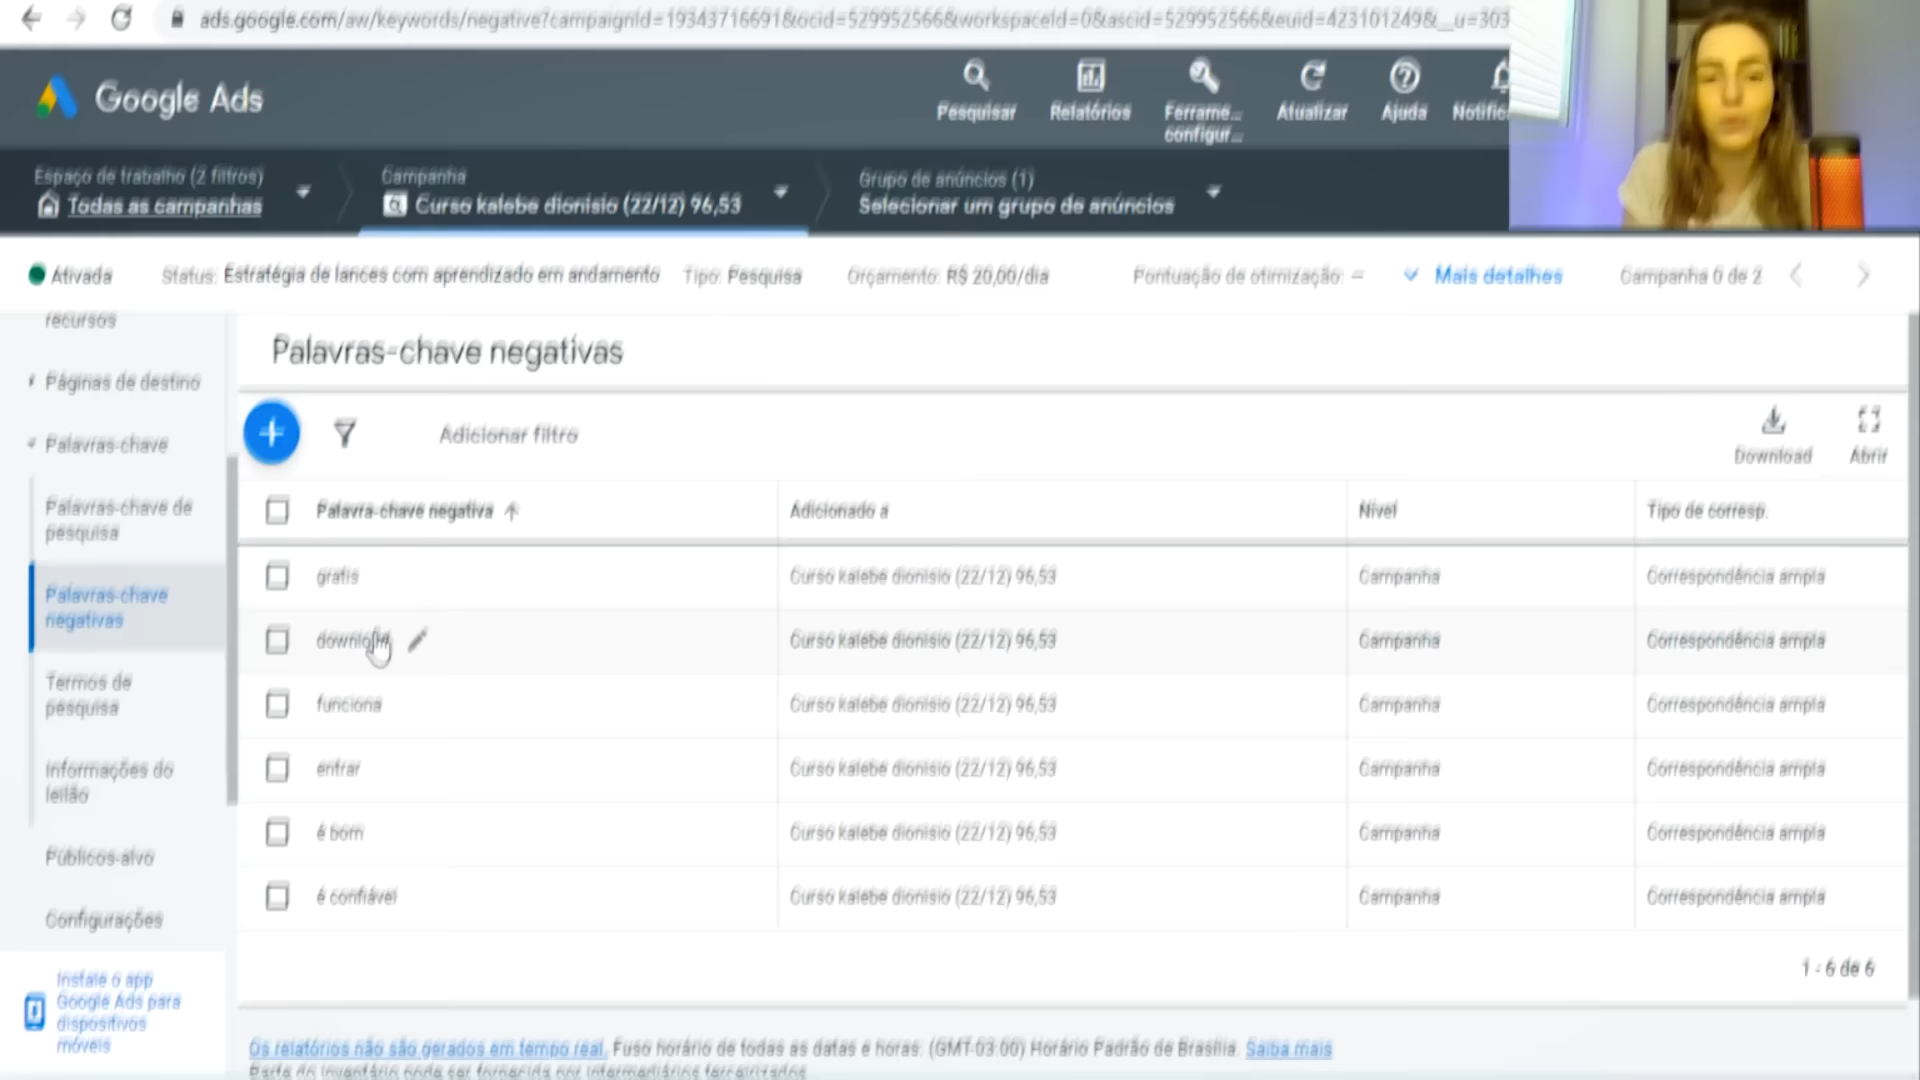 ads.google.com/aw/keywords/negative?campaignId=19343716691&ocid=529952566&workspaceId=0&ascid=529952566&euid=423101249&__u=303
Google Ads
Pesquisar
Relatórios
Ferrame...
configur...
Atualizar
Ajuda
Notific
Espaço de trabalho (2 filtros)
Todas as campanhas
Campanha
Curso kalebe dionisio (22/12) 96,53
Grupo de anúncios (1)
Selecionar um grupo de anúncios
Ativada
Status: Estratégia de lances com aprendizado em andamento
Tipo: Pesquisa
Orçamento: R$ 20,00/dia
Pontuação de otimização: –
Mais detalhes
Campanha 0 de 2
recursos
Páginas de destino
Palavras-chave
Palavras-chave de
pesquisa
Palavras-chave
negativas
Termos de
pesquisa
Informações do
leilão
Públicos-alvo
Configurações
Instale o app
Google Ads para
dispositivos
móveis
Palavras-chave negativas
Adicionar filtro
Download
Abrir
Palavra-chave negativa
Adicionado a
Nível
Tipo de corresp.
gratis
Curso kalebe dionisio (22/12) 96,53
Campanha
Correspondência ampla
download
Curso kalebe dionisio (22/12) 96,53
Campanha
Correspondência ampla
funciona
Curso kalebe dionisio (22/12) 96,53
Campanha
Correspondência ampla
entrar
Curso kalebe dionisio (22/12) 96,53
Campanha
Correspondência ampla
é bom
Curso kalebe dionisio (22/12) 96,53
Campanha
Correspondência ampla
é confiável
Curso kalebe dionisio (22/12) 96,53
Campanha
Correspondência ampla
1 - 6 de 6
Os relatórios não são gerados em tempo real. Fuso horário de todas as datas e horas: (GMT-03:00) Horário Padrão de Brasília. Saiba mais
Parte do inventário pode ser fornecida por intermediários terceirizados.